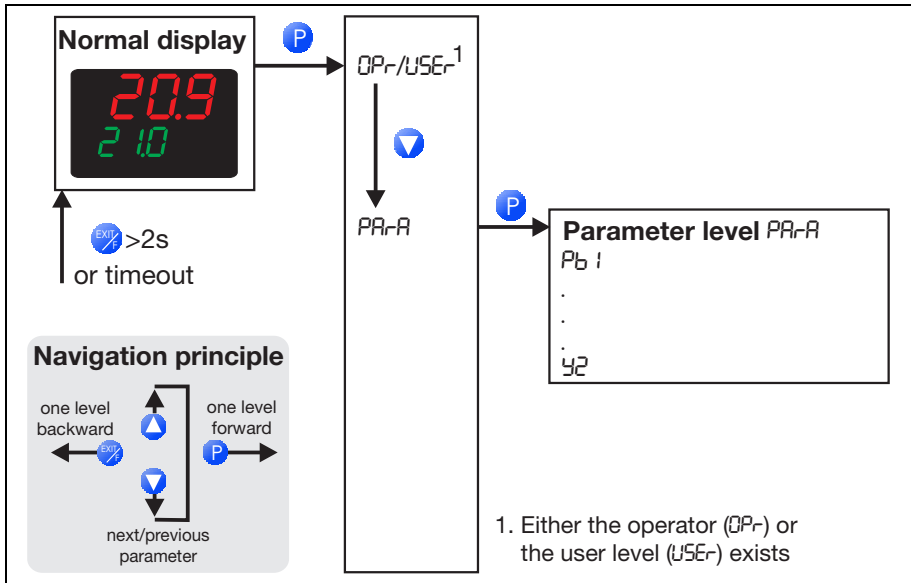 Normal display
20.9
21.0
P
OPr/USEr1
PArA
EXIT/F >2s
or timeout
P
Parameter level PArA
Pb1
.
.
.
y2
Navigation principle
one level
backward
one level
forward
EXIT/F
P
next/previous
parameter
1. Either the operator (OPr) or
the user level (USEr) exists